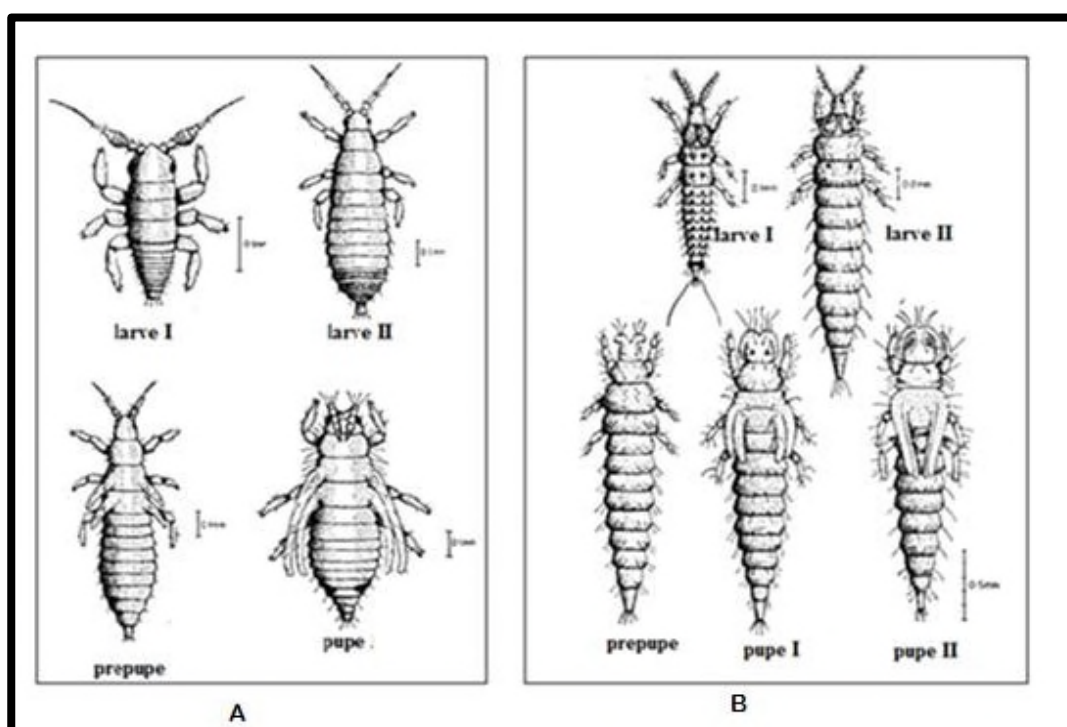 larve I
larve II
prepupe
pupe
A
larve I
larve II
prepupe
pupe I
pupe II
0·5mm
B